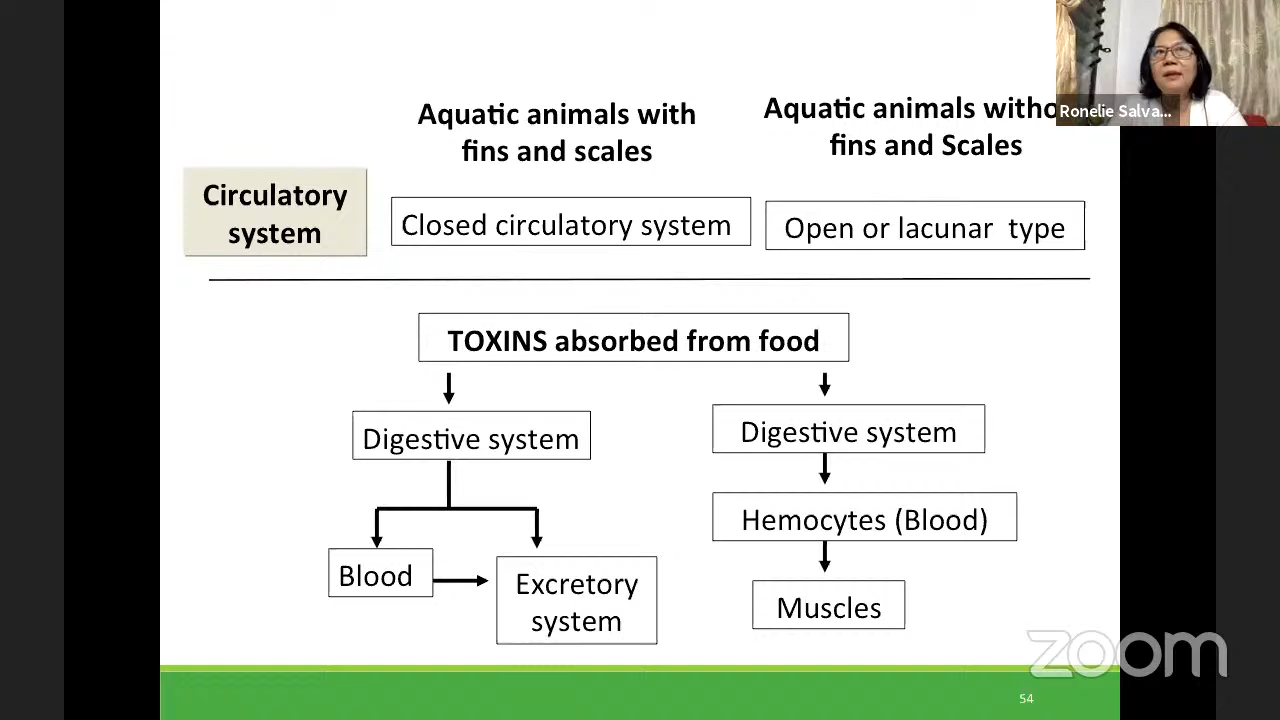 Aquatic animals with
fins and scales
Aquatic animals witho
fins and Scales
Ronelie Salva...
Circulatory
system
Closed circulatory system
Open or lacunar type
TOXINS absorbed from food
Digestive system
Digestive system
Hemocytes (Blood)
Blood
Excretory
system
Muscles
zoom
54